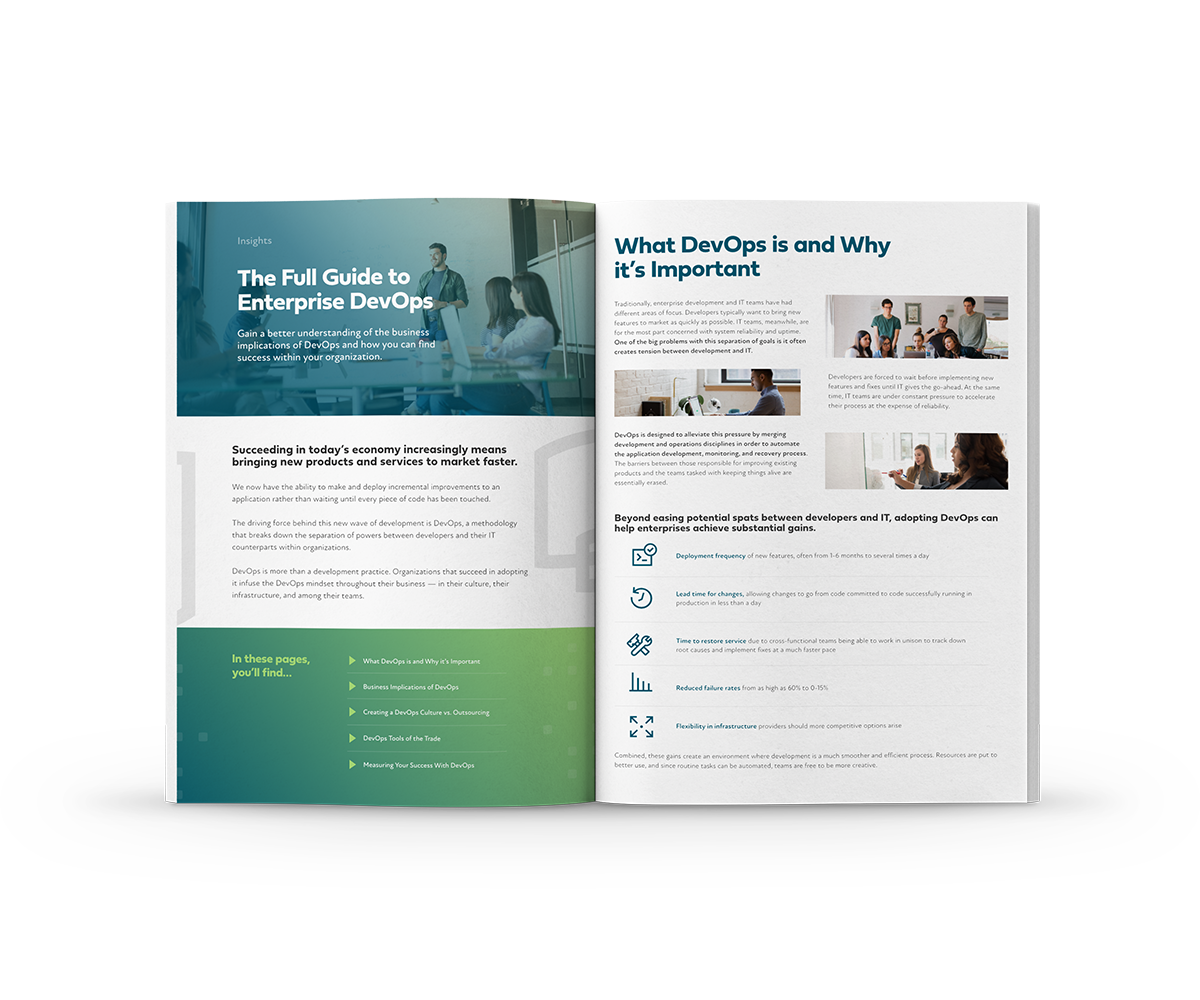 Insights
The Full Guide to
Enterprise DevOps
Gain a better understanding of the business
implications of DevOps and how you can find
success within your organization.
Succeeding in today's economy increasingly means
bringing new products and services to market faster.
We now have the ability to make and deploy incremental improvements to an
application rather than waiting until every piece of code has been touched.
The driving force behind this new wave of development is DevOps, a methodology
that breaks down the separation of powers between developers and their IT
counterparts within organizations.
DevOps is more than a development practice. Organizations that succeed in adopting
it infuse the DevOps mindset throughout their business — in their culture, their
infrastructure, and among their teams.
In these pages,
you'll find...
What DevOps is and Why it's Important
Business Implications of DevOps
Creating a DevOps Culture vs. Outsourcing
DevOps Tools of the Trade
Measuring Your Success With DevOps
What DevOps is and Why
it's Important
Traditionally, enterprise development and IT teams have had
different areas of focus. Developers typically want to bring new
features to market as quickly as possible. IT teams, meanwhile, are
for the most part concerned with system reliability and uptime.
One of the big problems with this separation of goals is it often
creates tension between development and IT.
Developers are forced to wait before implementing new
features and fixes until IT gives the go-ahead. At the same
time, IT teams are under constant pressure to accelerate
their process at the expense of reliability.
DevOps is designed to alleviate this pressure by merging
development and operations disciplines in order to automate
the application development, monitoring, and recovery process.
The barriers between those responsible for improving existing
products and the teams tasked with keeping things alive are
essentially erased.
Beyond easing potential spats between developers and IT, adopting DevOps can
help enterprises achieve substantial gains.
Deployment frequency of new features, often from 1-6 months to several times a day
Lead time for changes, allowing changes to go from code committed to code successfully running in
production in less than a day
Time to restore service due to cross-functional teams being able to work in unison to track down
root causes and implement fixes at a much faster pace
Reduced failure rates from as high as 60% to 0-15%
Flexibility in infrastructure providers should more competitive options arise
Combined, these gains create an environment where development is a much smoother and efficient process. Resources are put to
better use, and since routine tasks can be automated, teams are free to be more creative.